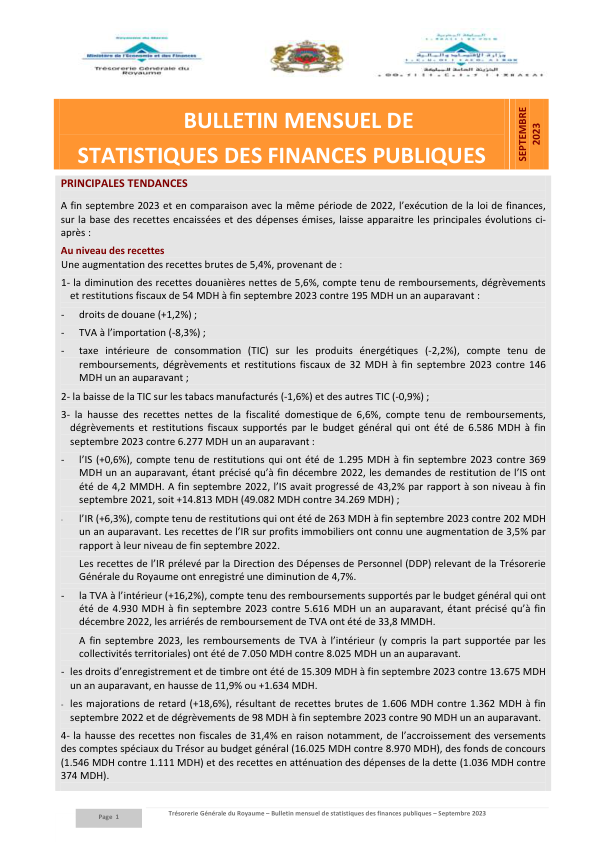 Ministère de l'Economie et des Finances
Trésorerie Générale du
Royaume
BULLETIN MENSUEL DE
STATISTIQUES DES FINANCES PUBLIQUES
SEPTEMBRE
2023
PRINCIPALES TENDANCES
A fin septembre 2023 et en comparaison avec la même période de 2022, l'exécution de la loi de finances,
sur la base des recettes encaissées et des dépenses émises, laisse apparaitre les principales évolutions ci-
après :
Au niveau des recettes
Une augmentation des recettes brutes de 5,4%, provenant de :
1- la diminution des recettes douanières nettes de 5,6%, compte tenu de remboursements, dégrèvements
et restitutions fiscaux de 54 MDH à fin septembre 2023 contre 195 MDH un an auparavant :
- droits de douane (+1,2%) ;
- TVA à l'importation (-8,3%) ;
- taxe intérieure de consommation (TIC) sur les produits énergétiques (-2,2%), compte tenu de
remboursements, dégrèvements et restitutions fiscaux de 32 MDH à fin septembre 2023 contre 146
MDH un an auparavant ;
2- la baisse de la TIC sur les tabacs manufacturés (-1,6%) et des autres TIC (-0,9%) ;
3- la hausse des recettes nettes de la fiscalité domestique de 6,6%, compte tenu de remboursements,
dégrèvements et restitutions fiscaux supportés par le budget général qui ont été de 6.586 MDH à fin
septembre 2023 contre 6.277 MDH un an auparavant :
- l'IS (+0,6%), compte tenu de restitutions qui ont été de 1.295 MDH à fin septembre 2023 contre 369
MDH un an auparavant, étant précisé qu'à fin décembre 2022, les demandes de restitution de l'IS ont
été de 4,2 MMDH. A fin septembre 2022, l'IS avait progressé de 43,2% par rapport à son niveau à fin
septembre 2021, soit +14.813 MDH (49.082 MDH contre 34.269 MDH) ;
- l'IR (+6,3%), compte tenu de restitutions qui ont été de 263 MDH à fin septembre 2023 contre 202 MDH
un an auparavant. Les recettes de l'IR sur profits immobiliers ont connu une augmentation de 3,5% par
rapport à leur niveau de fin septembre 2022.
Les recettes de l'IR prélevé par la Direction des Dépenses de Personnel (DDP) relevant de la Trésorerie
Générale du Royaume ont enregistré une diminution de 4,7%.
- la TVA à l'intérieur (+16,2%), compte tenu des remboursements supportés par le budget général qui ont
été de 4.930 MDH à fin septembre 2023 contre 5.616 MDH un an auparavant, étant précisé qu'à fin
décembre 2022, les arriérés de remboursement de TVA ont été de 33,8 MMDH.
A fin septembre 2023, les remboursements de TVA à l'intérieur (y compris la part supportée par les
collectivités territoriales) ont été de 7.050 MDH contre 8.025 MDH un an auparavant.
- les droits d'enregistrement et de timbre ont été de 15.309 MDH à fin septembre 2023 contre 13.675 MDH
un an auparavant, en hausse de 11,9% ou +1.634 MDH.
- les majorations de retard (+18,6%), résultant de recettes brutes de 1.606 MDH contre 1.362 MDH à fin
septembre 2022 et de dégrèvements de 98 MDH à fin septembre 2023 contre 90 MDH un an auparavant.
4- la hausse des recettes non fiscales de 31,4% en raison notamment, de l'accroissement des versements
des comptes spéciaux du Trésor au budget général (16.025 MDH contre 8.970 MDH), des fonds de concours
(1.546 MDH contre 1.111 MDH) et des recettes en atténuation des dépenses de la dette (1.036 MDH contre
374 MDH).
Page 1
Trésorerie Générale du Royaume – Bulletin mensuel de statistiques des finances publiques – Septembre 2023